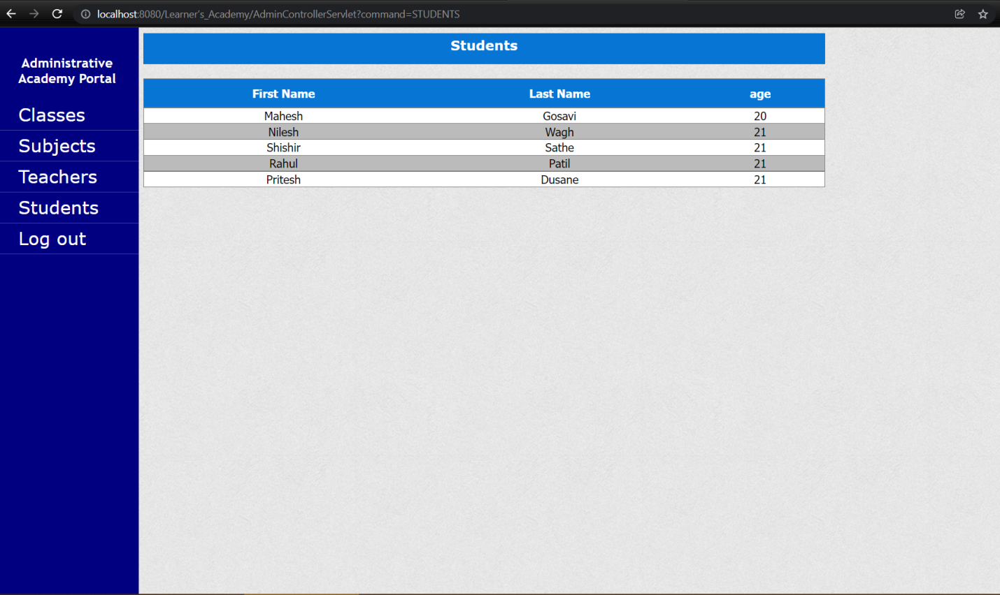 localhost:8080/Learner's_Academy/AdminControllerServlet?command=STUDENTS
Administrative
Academy Portal
Classes
Subjects
Teachers
Students
Log out
Students
First Name Last Name age
Mahesh Gosavi 20
Nilesh Wagh 21
Shishir Sathe 21
Rahul Patil 21
Pritesh Dusane 21